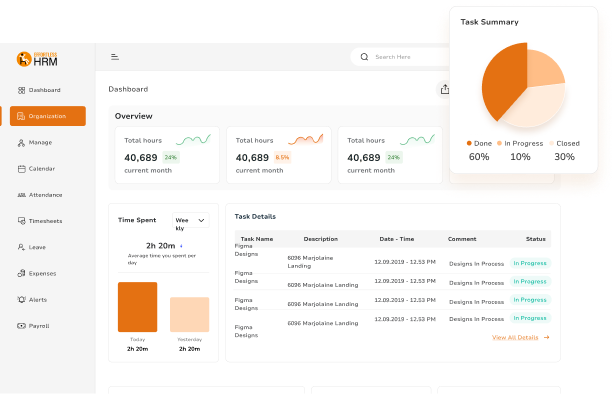 Task Summary
Done In Progress Closed
60% 10% 30%
EFFORTLESS
HRM
Search Here
Dashboard
Organization
Manage
Calendar
Attendance
Timesheets
Leave
Expenses
Alerts
Payroll
Dashboard
Overview
Total hours
40,689 24%
current month
Total hours
40,689 8.5%
current month
Total hours
40,689 24%
current month
Time Spent
Wee
kly
2h 20m +
Average time you spent per
day
Today Yesterday
2h 20m 2h 20m
Task Details
Task Name Description Date - Time Comment Status
Figma
Designs
6096 Marjolaine
Landing
12.09.2019 - 12.53 PM Designs In Process In Progress
Figma
Designs
6096 Marjolaine Landing 12.09.2019 - 12.53 PM Designs In Process In Progress
Figma
Designs
6096 Marjolaine Landing 12.09.2019 - 12.53 PM Designs In Process In Progress
Figma
Designs
6096 Marjolaine Landing 12.09.2019 - 12.53 PM Designs In Process In Progress
View All Details →